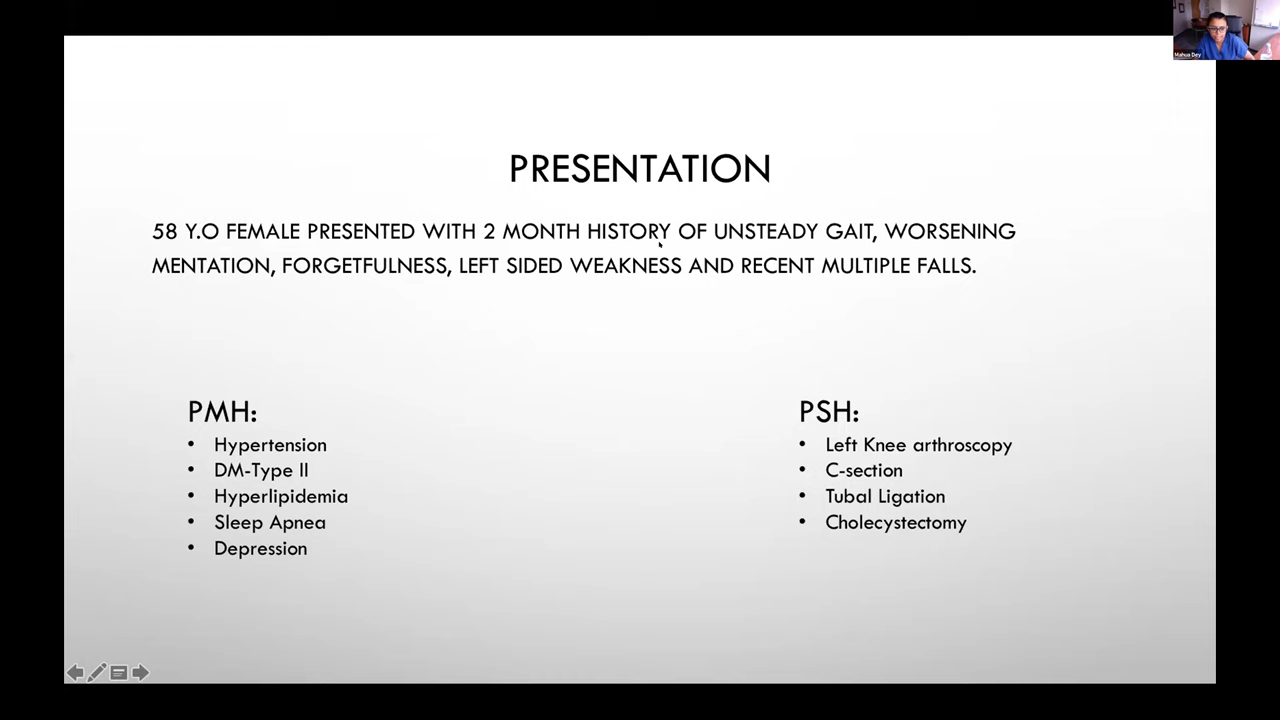 Mahua Dey
PRESENTATION
58 Y.O FEMALE PRESENTED WITH 2 MONTH HISTORY OF UNSTEADY GAIT, WORSENING
MENTATION, FORGETFULNESS, LEFT SIDED WEAKNESS AND RECENT MULTIPLE FALLS.
PMH:
• Hypertension
• DM-Type II
• Hyperlipidemia
• Sleep Apnea
• Depression
PSH:
• Left Knee arthroscopy
• C-section
• Tubal Ligation
• Cholecystectomy